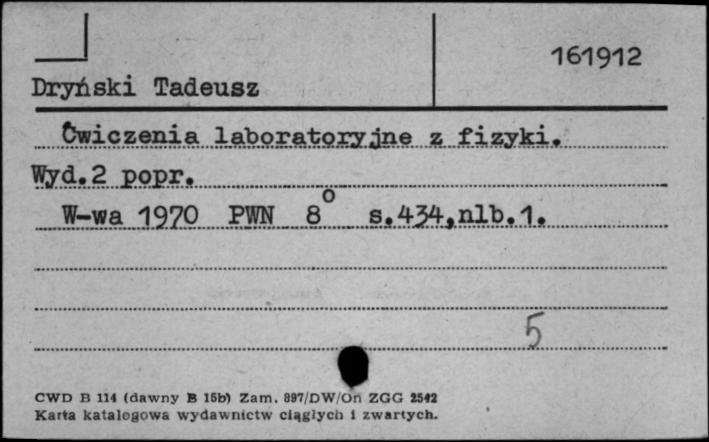 161912
Dryński Tadeusz
Ćwiczenia laboratoryjne z fizyki.
Wyd.2 popr.
W-wa 1970 PWN 8° s.434,nlb.1.
5
CWD B 114 (dawny B 15b) Zam. 897/DW/On ZGG 2542
Karta katalogowa wydawnictw ciągłych i zwartych.